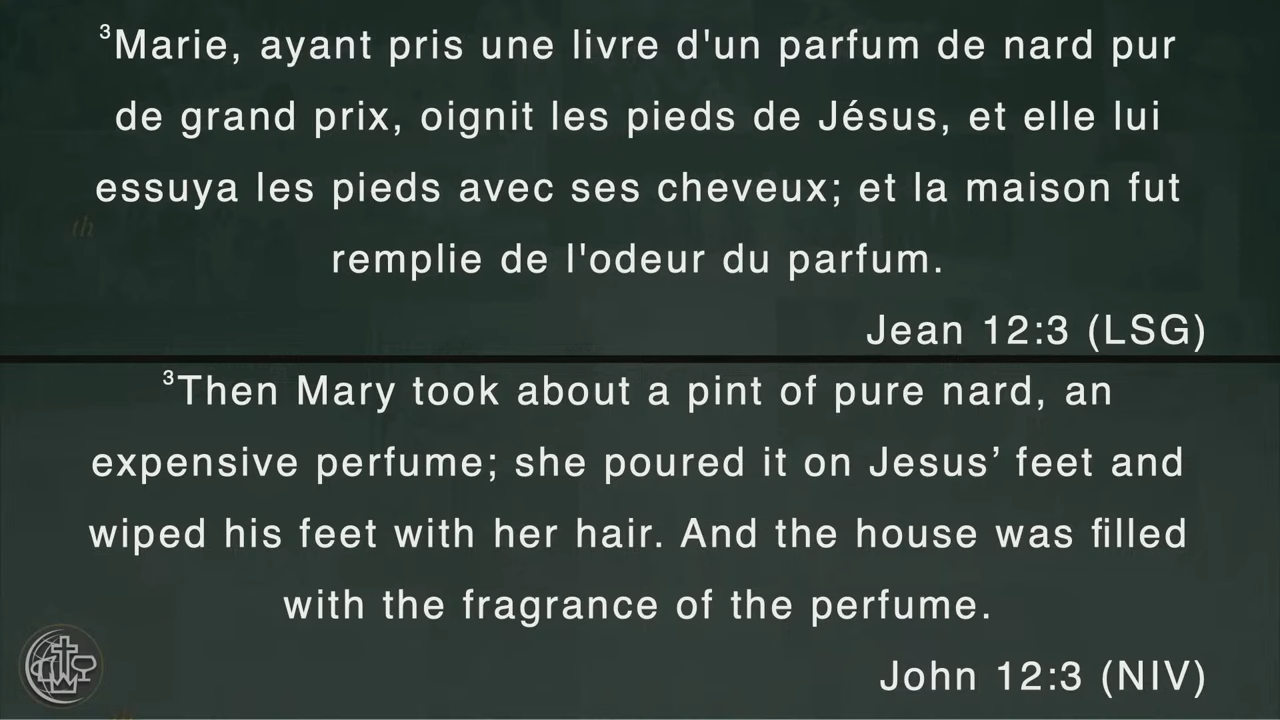 ³Marie, ayant pris une livre d'un parfum de nard pur
de grand prix, oignit les pieds de Jésus, et elle lui
essuya les pieds avec ses cheveux; et la maison fut
th
remplie de l'odeur du parfum.
Jean 12:3 (LSG)
³Then Mary took about a pint of pure nard, an
expensive perfume; she poured it on Jesus’ feet and
wiped his feet with her hair. And the house was filled
with the fragrance of the perfume.
John 12:3 (NIV)